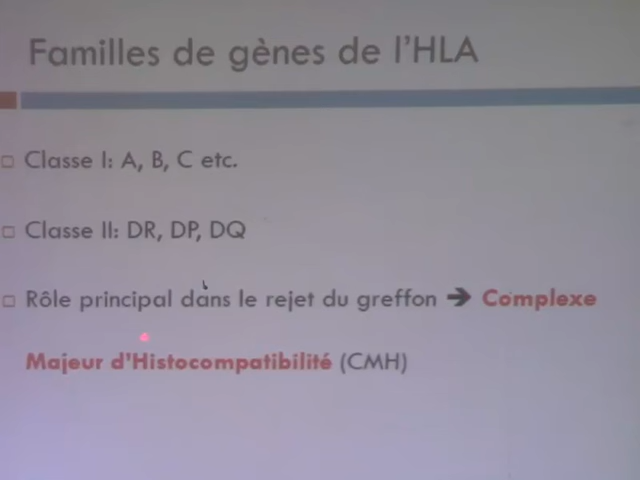 Familles de gènes de l'HLA
Classe I: A, B, C etc.
Classe II: DR, DP, DQ
Rôle principal dans le rejet du greffon ➔ Complexe
Majeur d'Histocompatibilité (CMH)